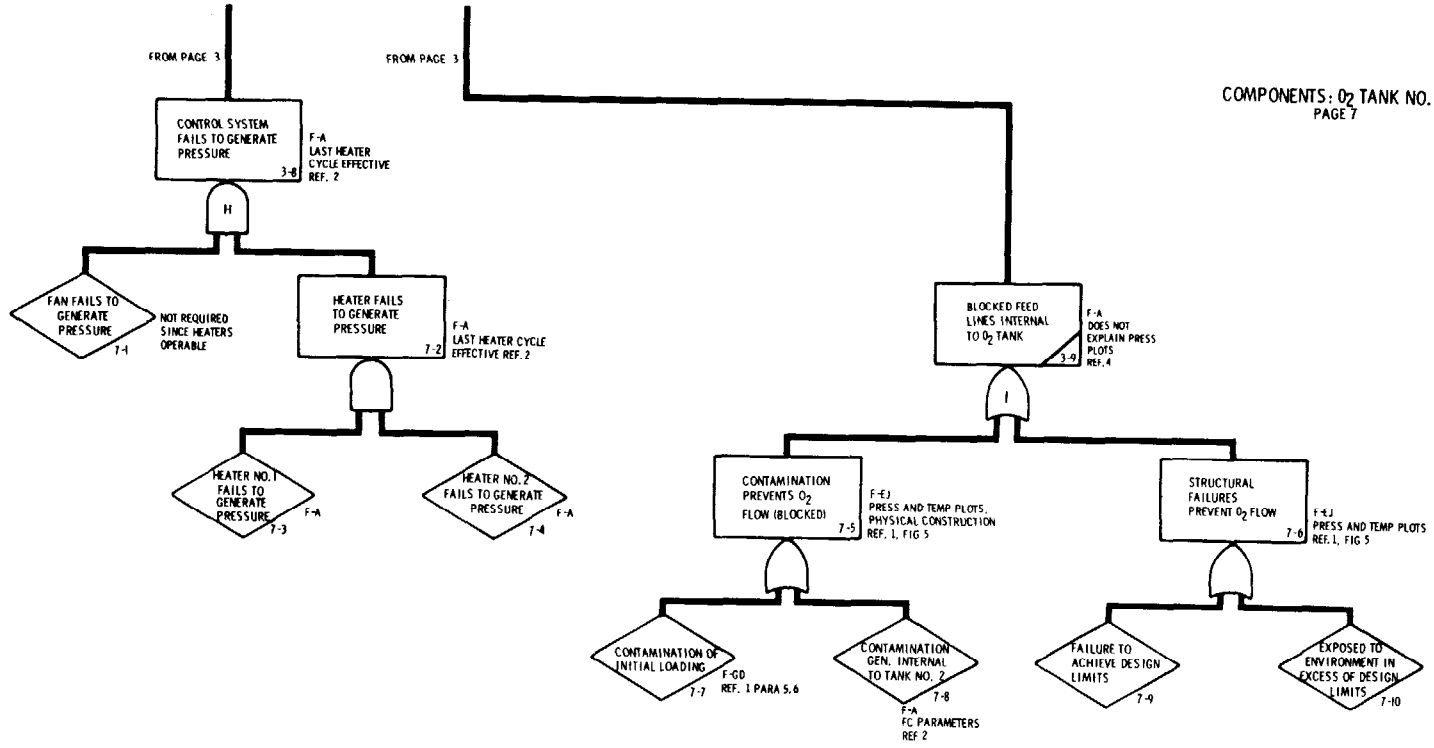 FROM PAGE 3
FROM PAGE 3
COMPONENTS: O2 TANK NO.
PAGE 7
CONTROL SYSTEM
FAILS TO GENERATE
PRESSURE
3-8
F-A
LAST HEATER
CYCLE EFFECTIVE
REF. 2
H
FAN FAILS TO
GENERATE
PRESSURE
7-1
NOT REQUIRED
SINCE HEATERS
OPERABLE
HEATER FAILS
TO GENERATE
PRESSURE
7-2
F-A
LAST HEATER CYCLE
EFFECTIVE REF. 2
HEATER NO. 1
FAILS TO
GENERATE
PRESSURE
7-3
F-A
HEATER NO. 2
FAILS TO GENERATE
PRESSURE
7-4
F-A
BLOCKED FEED
LINES INTERNAL
TO O2 TANK
3-9
F-A
DOES NOT
EXPLAIN PRESS
PLOTS
REF. 4
I
CONTAMINATION
PREVENTS O2
FLOW (BLOCKED)
7-5
F-EJ
PRESS AND TEMP PLOTS,
PHYSICAL CONSTRUCTION
REF. 1, FIG 5
STRUCTURAL
FAILURES
PREVENT O2 FLOW
7-6
F-EJ
PRESS AND TEMP PLOTS
REF. 1, FIG 5
CONTAMINATION OF
INITIAL LOADING
7-7
F-GD
REF. 1 PARA 5, 6
CONTAMINATION
GEN. INTERNAL
TO TANK NO. 2
7-8
F-A
FC PARAMETERS
REF 2
FAILURE TO
ACHIEVE DESIGN
LIMITS
7-9
EXPOSED TO
ENVIRONMENT IN
EXCESS OF DESIGN
LIMITS
7-10